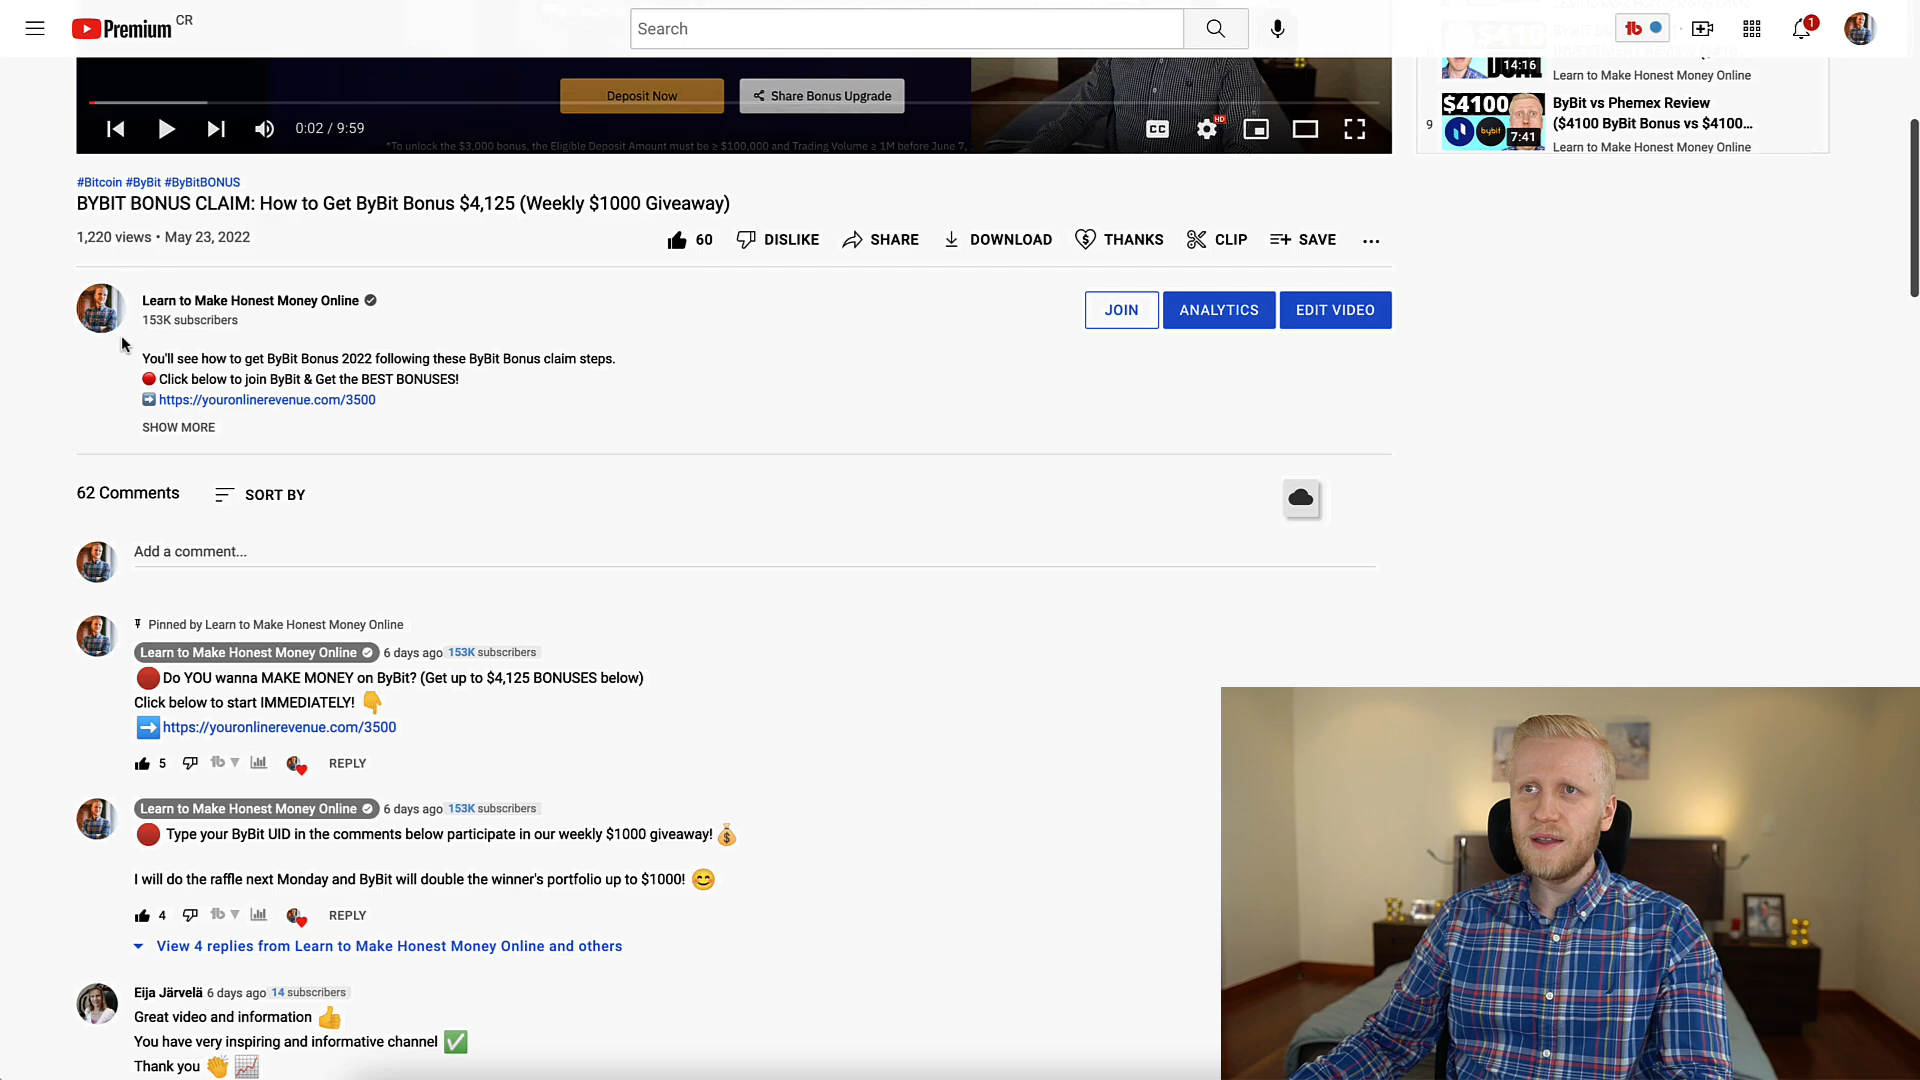 Premium CR
Search
1
Deposit Now
Share Bonus Upgrade
0:02 / 9:59
CC
HD
*To unlock the $3,000 bonus, the Eligible Deposit Amount must be ≥ $100,000 and Trading Volume ≥ 1M before June 7,
14:16
Learn to Make Honest Money Online
9
$4100
bybit
7:41
ByBit vs Phemex Review
($4100 ByBit Bonus vs $4100...
Learn to Make Honest Money Online
#Bitcoin #ByBit #ByBitBONUS
BYBIT BONUS CLAIM: How to Get ByBit Bonus $4,125 (Weekly $1000 Giveaway)
1,220 views • May 23, 2022
60
DISLIKE
SHARE
DOWNLOAD
THANKS
CLIP
SAVE
Learn to Make Honest Money Online
153K subscribers
JOIN
ANALYTICS
EDIT VIDEO
You'll see how to get ByBit Bonus 2022 following these ByBit Bonus claim steps.
Click below to join ByBit & Get the BEST BONUSES!
https://youronlinerevenue.com/3500
SHOW MORE
62 Comments
SORT BY
Add a comment...
Pinned by Learn to Make Honest Money Online
Learn to Make Honest Money Online 6 days ago 153K subscribers
Do YOU wanna MAKE MONEY on ByBit? (Get up to $4,125 BONUSES below)
Click below to start IMMEDIATELY! 👇
➡️ https://youronlinerevenue.com/3500
5
REPLY
Learn to Make Honest Money Online 6 days ago 153K subscribers
🔴 Type your ByBit UID in the comments below participate in our weekly $1000 giveaway! 💰
I will do the raffle next Monday and ByBit will double the winner's portfolio up to $1000! 😊
4
REPLY
View 4 replies from Learn to Make Honest Money Online and others
Eija Järvelä 6 days ago 14 subscribers
Great video and information 👍
You have very inspiring and informative channel ✅
Thank you 👏 📈